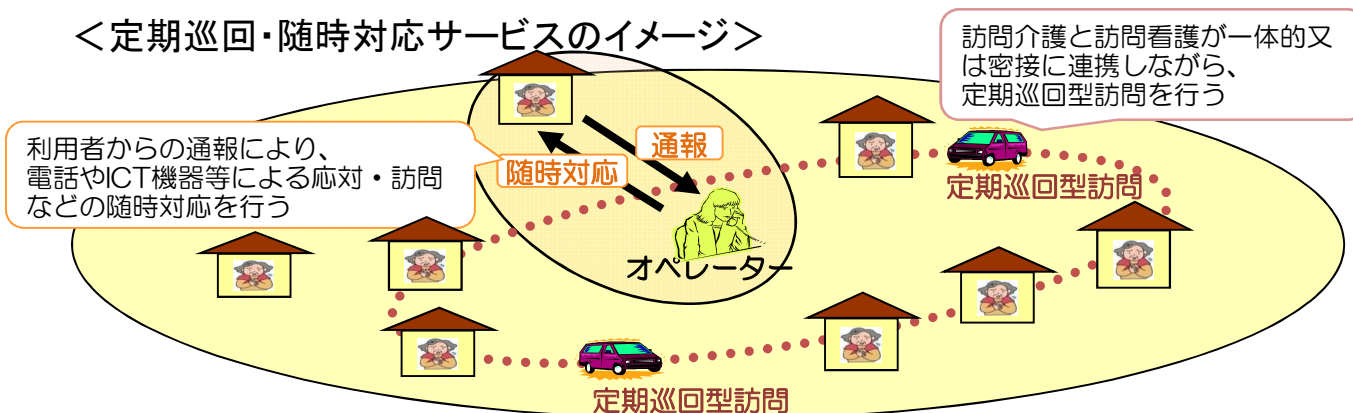 ＜定期巡回・随時対応サービスのイメージ＞
訪問介護と訪問看護が一体的又
は密接に連携しながら、
定期巡回型訪問を行う
利用者からの通報により、
電話やICT機器等による応対・訪問
などの随時対応を行う
通報
随時対応
定期巡回型訪問
オペレーター
定期巡回型訪問